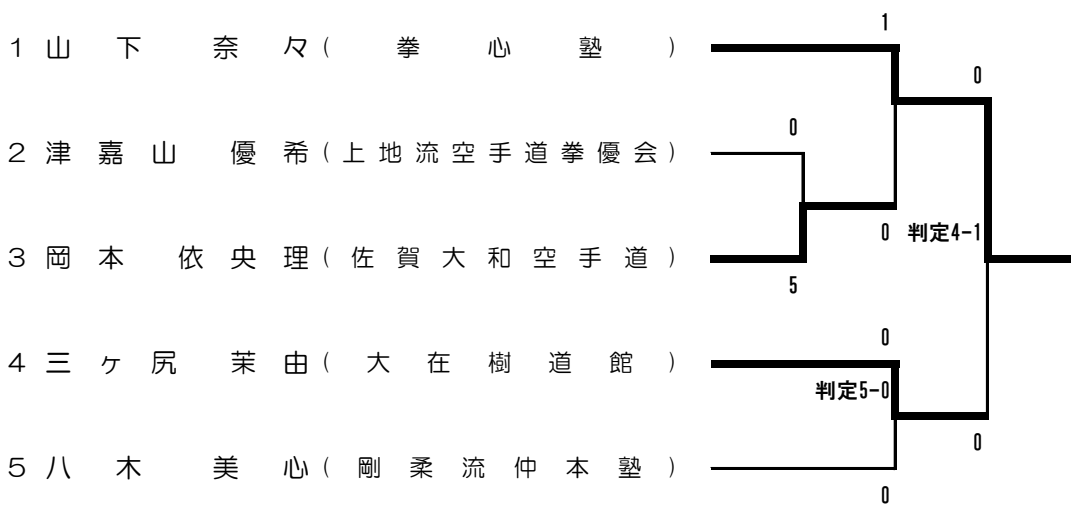 1
1 山下 奈々(拳心塾)
0
0
2 津嘉山 優希(上地流空手道拳優会)
0 判定4-1
3 岡本 依央理(佐賀大和空手道)
5
0
4 三ヶ尻 茉由(大在樹道館)
判定5-0
0
5 八木 美心(剛柔流仲本塾)
0